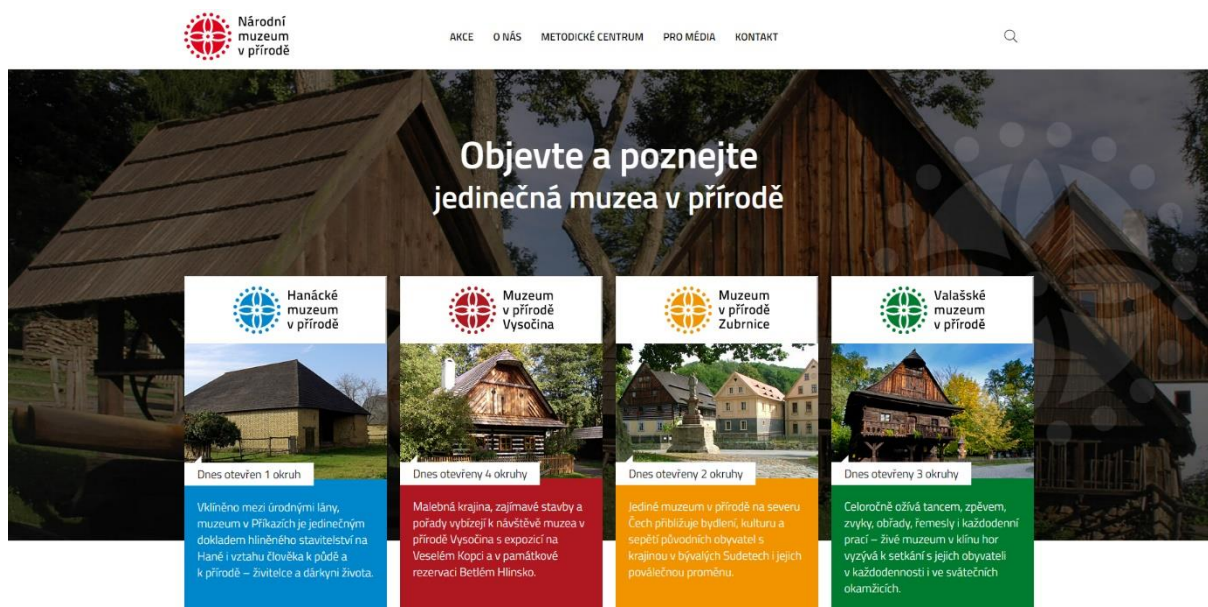 Národní
muzeum
v přírodě
AKCE O NÁS METODICKÉ CENTRUM PRO MÉDIA KONTAKT
Objevte a poznejte
jedinečná muzea v přírodě
Hanácké
muzeum
v přírodě
Dnes otevřen 1 okruh
Vklíněno mezi úrodnými lány,
muzeum v Příkazích je jedinečným
dokladem hliněného stavitelství na
Hané i vztahu člověka k půdě a
k přírodě – živitelce a dárkyni života.
Muzeum
v přírodě
Vysočina
Dnes otevřeny 4 okruhy
Malebná krajina, zajímavé stavby a
pořady vybízejí k návštěvě muzea v
přírodě Vysočina s expozicí na
Veselém Kopci a v památkové
rezervaci Betlém Hlinsko.
Muzeum
v přírodě
Zubrnice
Dnes otevřeny 2 okruhy
Jediné muzeum v přírodě na severu
Čech přibližuje bydlení, kulturu a
sepětí původních obyvatel s
krajinou v bývalých Sudetech i jejich
poválečnou proměnu.
Valašské
muzeum
v přírodě
Dnes otevřeny 3 okruhy
Celoročně ožívá tancem, zpěvem,
zvyky, obřady, řemesly i každodenní
prací – živé muzeum v klínu hor
vyzývá k setkání s jejich obyvateli
v každodennosti i ve svátečních
okamžicích.